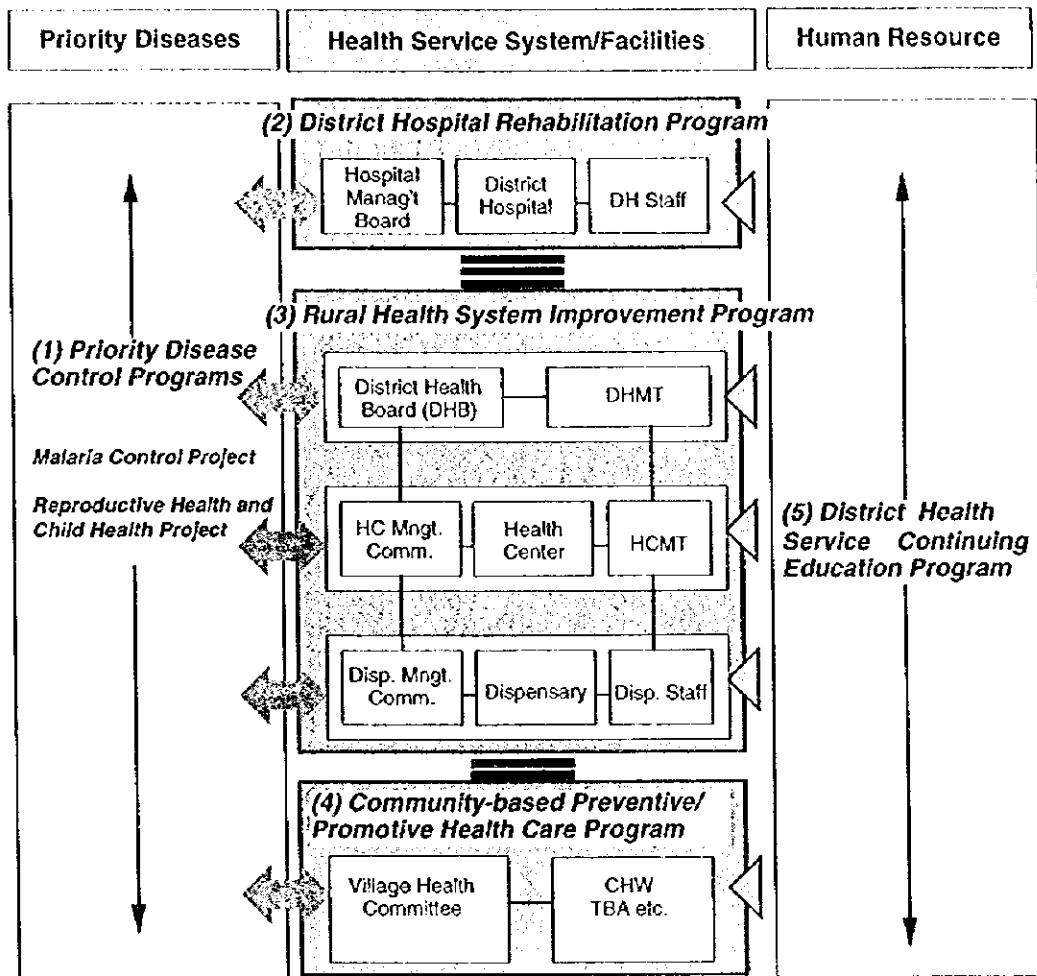 Priority Diseases
Health Service System/Facilities
Human Resource
(2) District Hospital Rehabilitation Program
Hospital
Manag't
Board
District
Hospital
DH Staff
(3) Rural Health System Improvement Program
(1) Priority Disease
Control Programs
Malaria Control Project
Reproductive Health and
Child Health Project
District Health
Board (DHB)
DHMT
HC Mngt.
Comm.
Health
Center
HCMT
Disp. Mngt.
Comm.
Dispensary
Disp. Staff
(4) Community-based Preventive/
Promotive Health Care Program
Village Health
Committee
CHW
TBA etc.
(5) District Health
Service Continuing
Education Program